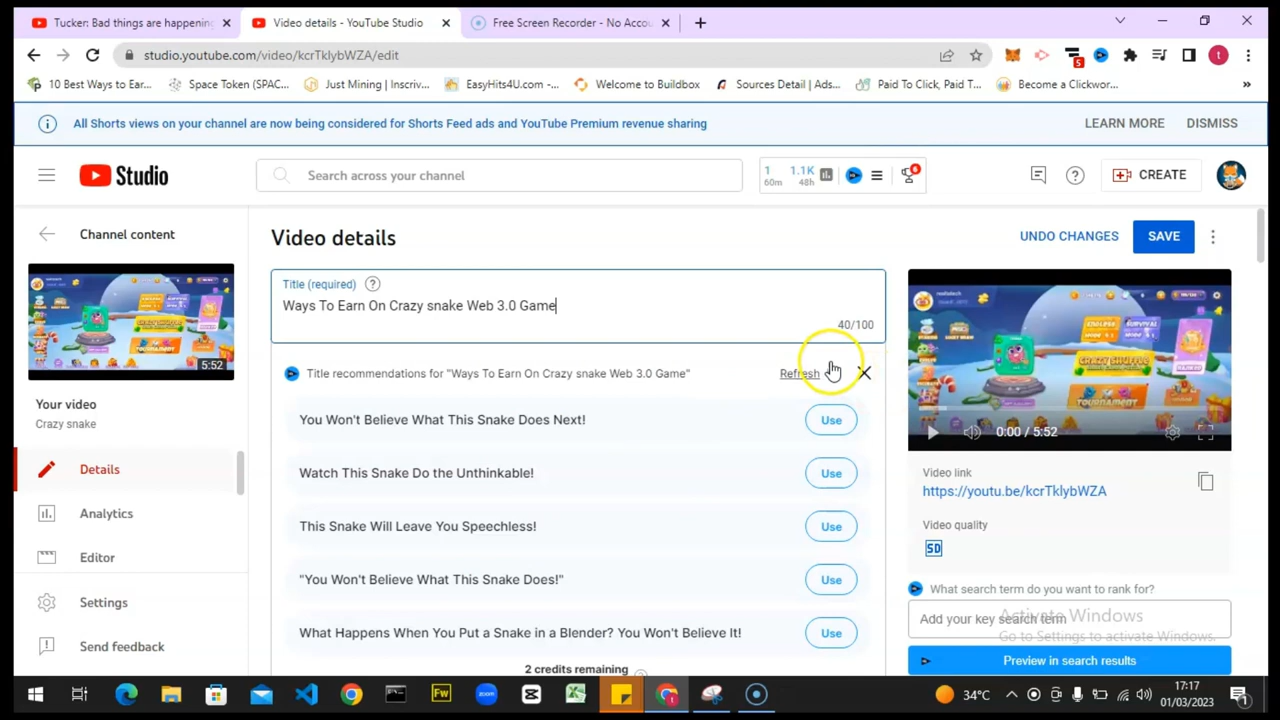 Tucker: Bad things are happening
Video details - YouTube Studio
Free Screen Recorder - No Accou
studio.youtube.com/video/kcrTklybWZA/edit
5
t
10 Best Ways to Ear...
Space Token (SPAC...
Just Mining | Inscriv...
EasyHits4U.com -...
Welcome to Buildbox
Sources Detail | Ads...
Paid To Click, Paid T...
Become a Clickwor...
»
All Shorts views on your channel are now being considered for Shorts Feed ads and YouTube Premium revenue sharing
LEARN MORE
DISMISS
Studio
Search across your channel
1
60m
1.1K
48h
6
CREATE
Channel content
Video details
UNDO CHANGES
SAVE
Title (required)
Ways To Earn On Crazy snake Web 3.0 Game
40/100
5:52
Your video
Crazy snake
Details
Analytics
Editor
Settings
Send feedback
Title recommendations for "Ways To Earn On Crazy snake Web 3.0 Game"
Refresh
You Won't Believe What This Snake Does Next!
Use
Watch This Snake Do the Unthinkable!
Use
This Snake Will Leave You Speechless!
Use
"You Won't Believe What This Snake Does!"
Use
What Happens When You Put a Snake in a Blender? You Won't Believe It!
Use
2 credits remaining
ENDLESS
SURVIVAL
CRAZY SHUFFLE
TOURNAMENT
0:00 / 5:52
Video link
https://youtu.be/kcrTklybWZA
Video quality
SD
What search term do you want to rank for?
Add your key search term
Activate Windows
Go to Settings to activate Windows.
Preview in search results
Fw
zoom
34°C
17:17
01/03/2023
1